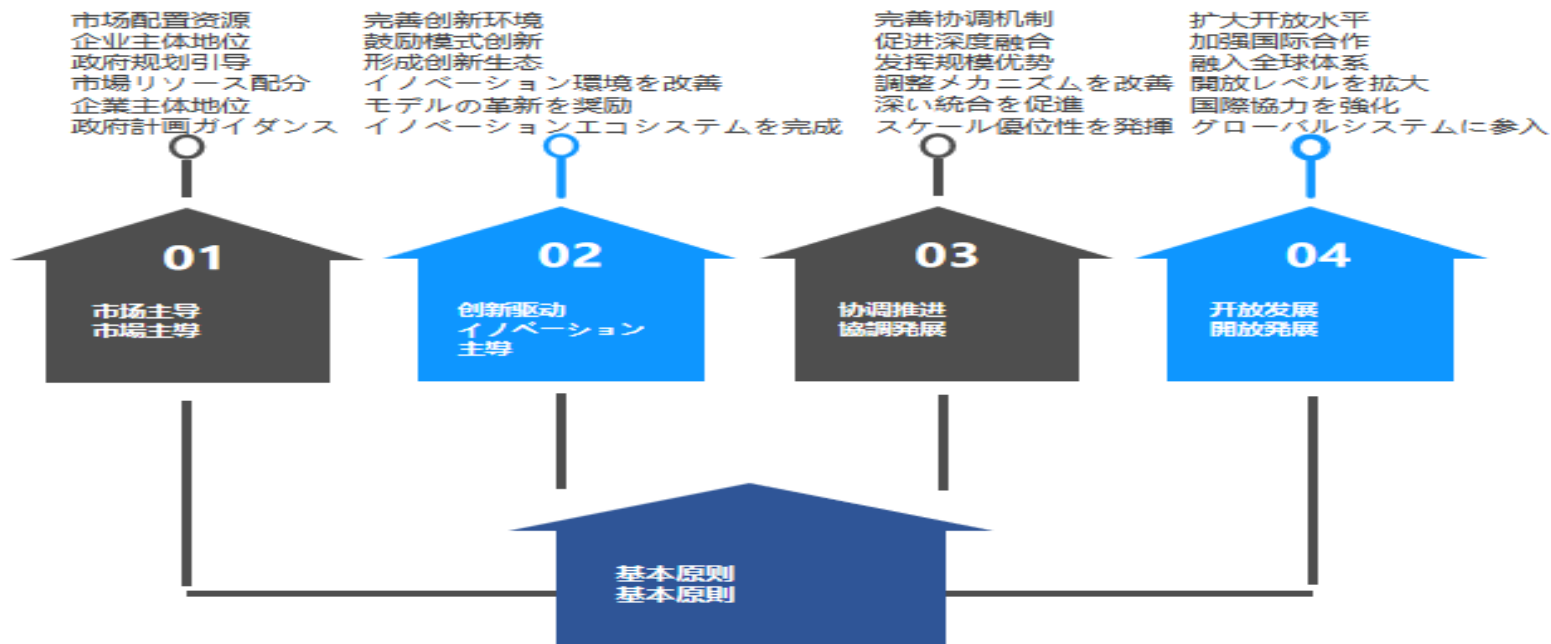 市场配置资源
企业主体地位
政府规划引导
市場リソース配分
企業主体地位
政府計画ガイダンス
完善创新环境
鼓励模式创新
形成创新生态
イノベーション環境を改善
モデルの革新を奨励
イノベーションエコシステムを完成
完善协调机制
促进深度融合
发挥规模优势
調整メカニズムを改善
深い統合を促進
スケール優位性を発揮
扩大开放水平
加强国际合作
融入全球体系
開放レベルを拡大
国際協力を強化
グローバルシステムに参入
01
市场主导
市場主導
02
创新驱动
イノベーション
主導
03
协调推进
協調発展
04
开放发展
開放発展
基本原则
基本原則